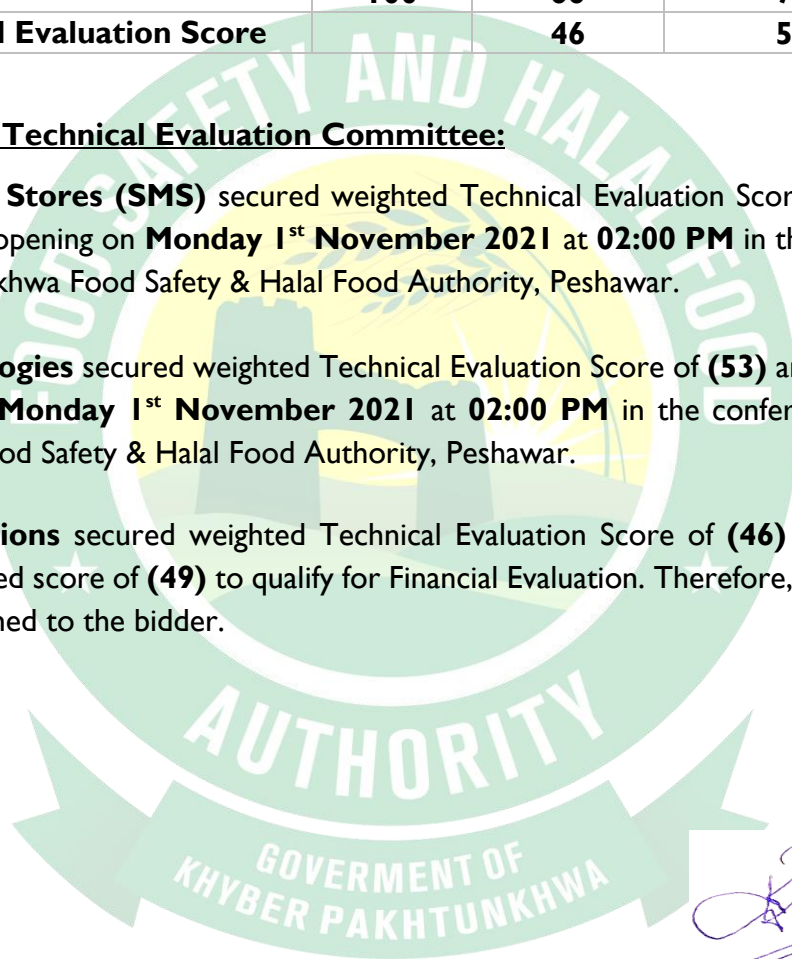 l Evaluation Score 46 5
Technical Evaluation Committee:
Stores (SMS) secured weighted Technical Evaluation Scor
opening on Monday 1st November 2021 at 02:00 PM in th
khwa Food Safety & Halal Food Authority, Peshawar.
ogies secured weighted Technical Evaluation Score of (53) a
Monday 1st November 2021 at 02:00 PM in the confer
od Safety & Halal Food Authority, Peshawar.
ions secured weighted Technical Evaluation Score of (46)
ed score of (49) to qualify for Financial Evaluation. Therefore,
ned to the bidder.
FOOD SAFETY AND HALAL FOOD
AUTHORITY
GOVERMENT OF
KHYBER PAKHTUNKHWA